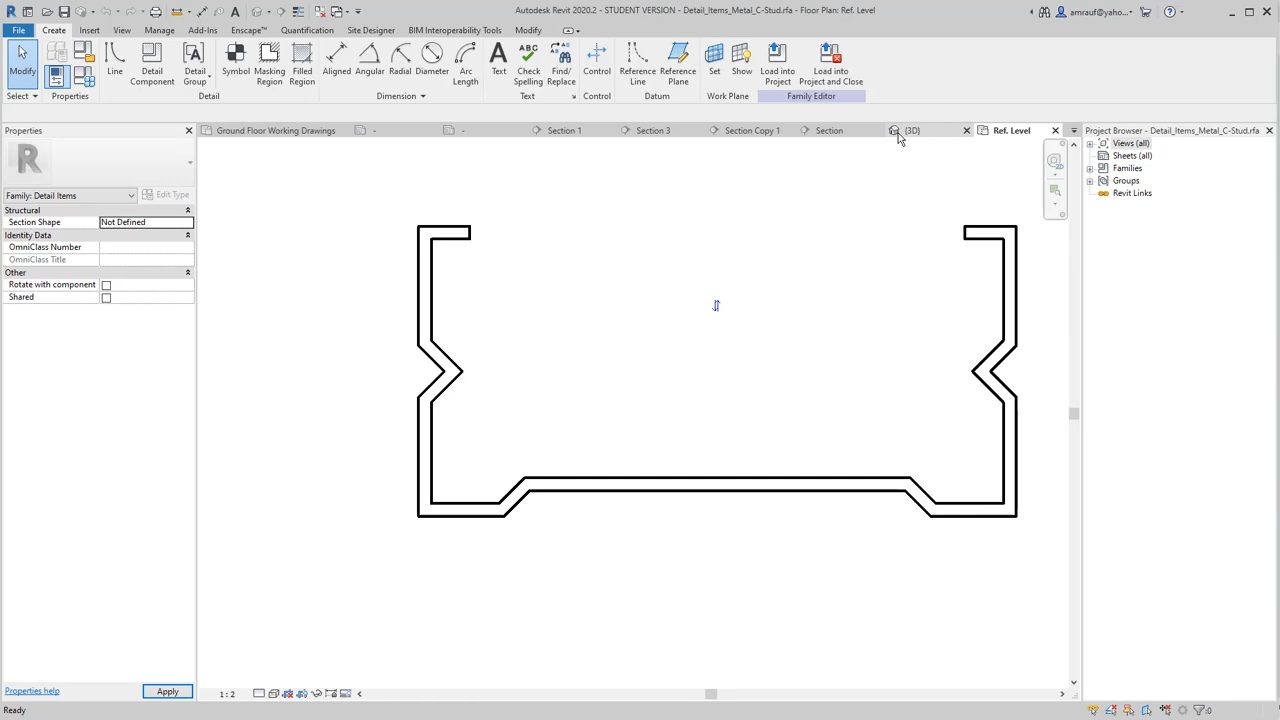 Autodesk Revit 2020.2 - STUDENT VERSION - Detail_Items_Metal_C-Stud.rfa - Floor Plan: Ref. Level
amrauf@yaho...
File Create Insert View Manage Add-Ins Enscape™ Quantification Site Designer BIM Interoperability Tools Modify
Modify
Line
Detail Component
Detail Group
Symbol
Masking Region
Filled Region
Aligned
Angular
Radial
Diameter
Arc Length
Text
ABC
Check Spelling
Find/ Replace
Control
Reference Line
Reference Plane
Set
Show
Load into Project
Load into Project and Close
Select Properties Detail Dimension Text Control Datum Work Plane Family Editor
Properties
Ground Floor Working Drawings - - Section 1 Section 3 Section Copy 1 Section {3D} Ref. Level
Project Browser - Detail_Items_Metal_C-Stud.rfa
R
Family: Detail Items
Edit Type
Structural
Section Shape Not Defined
Identity Data
OmniClass Number
OmniClass Title
Other
Rotate with component
Shared
2D
Views (all)
Sheets (all)
Families
Groups
Revit Links
Properties help
Apply
1 : 2
Ready
:0